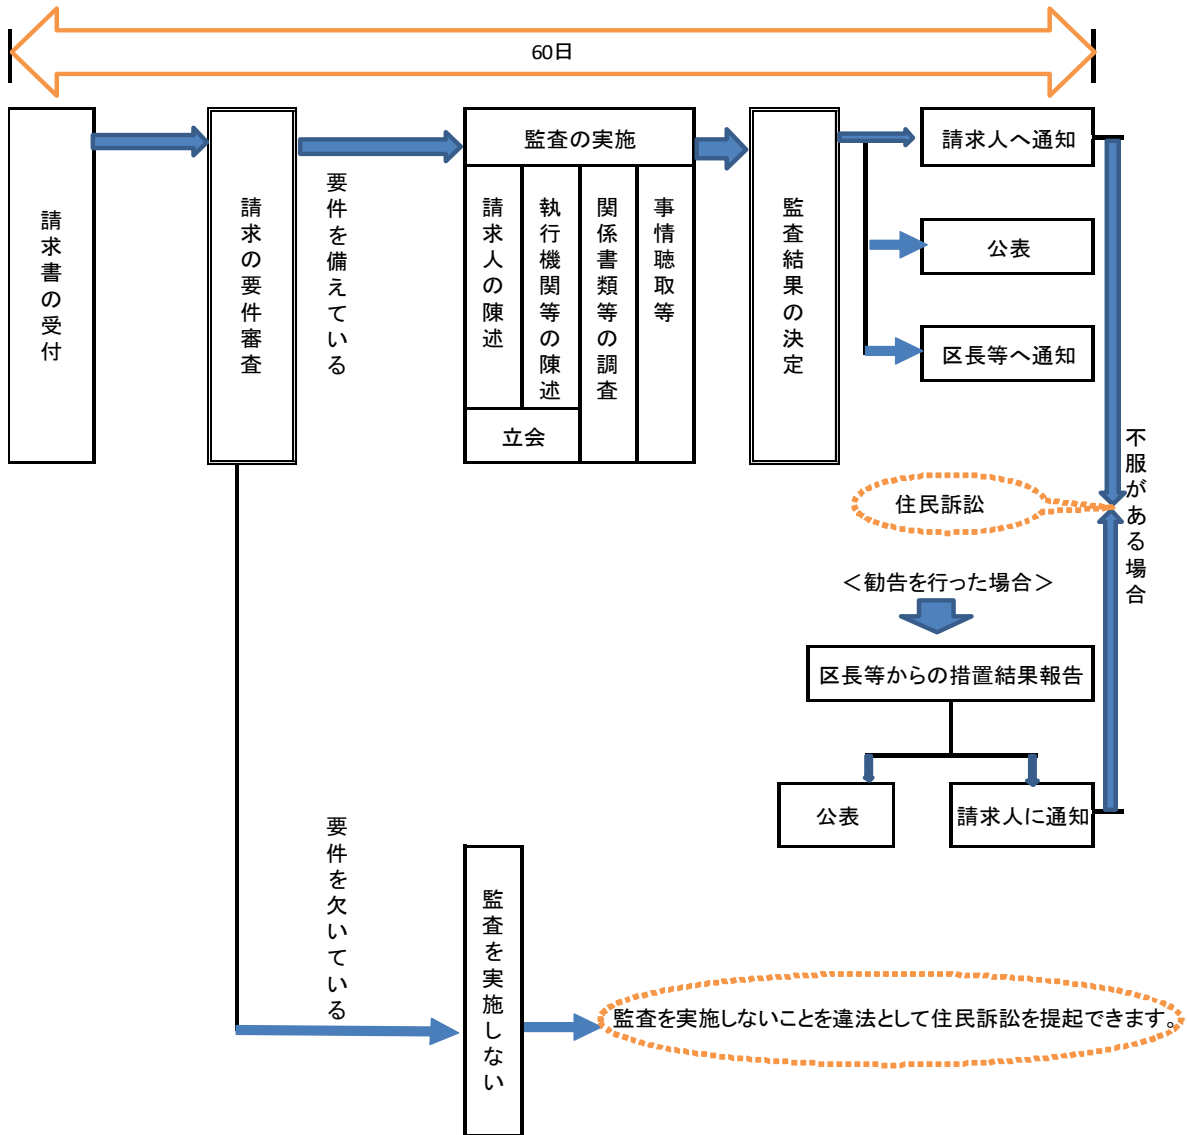 60日
請求書の受付
請求の要件審査
要件を備えている
監査の実施
請求人の陳述
執行機関等の陳述
関係書類等の調査
事情聴取等
立会
監査結果の決定
請求人へ通知
公表
区長等へ通知
不服がある場合
住民訴訟
＜勧告を行った場合＞
区長等からの措置結果報告
公表
請求人に通知
要件を欠いている
監査を実施しない
監査を実施しないことを違法として住民訴訟を提起できます。